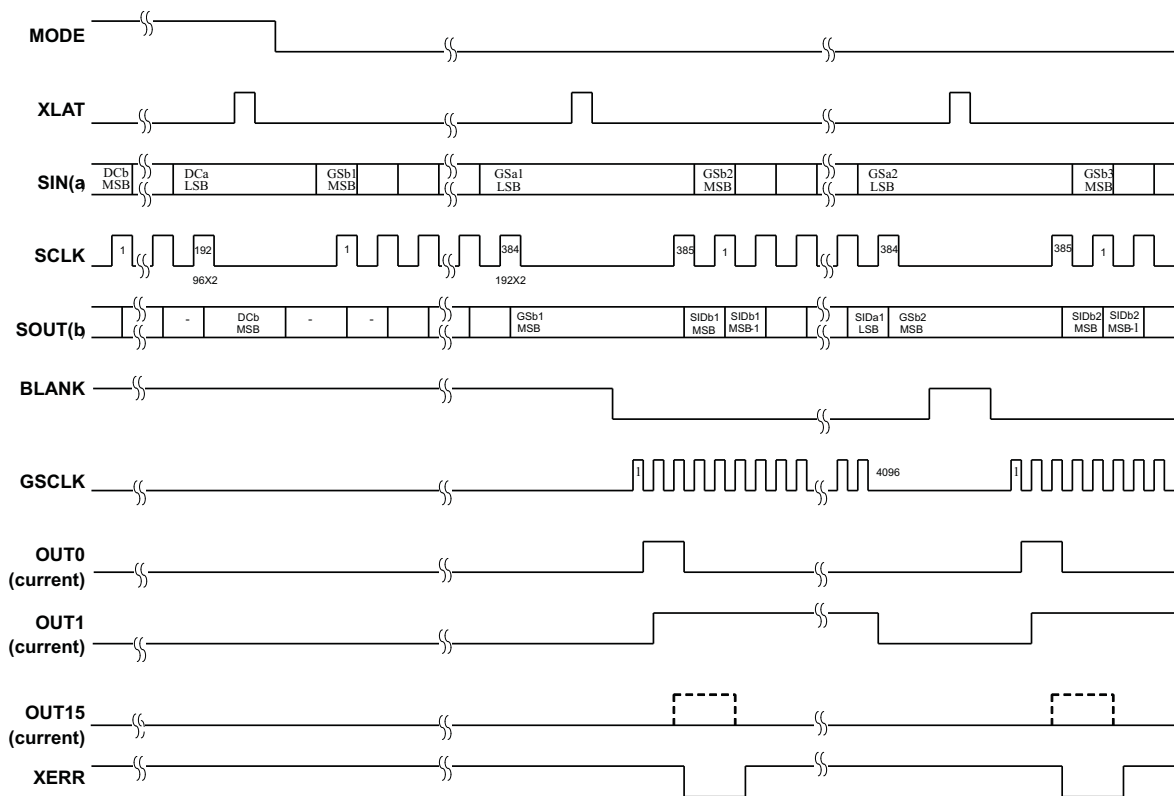 MODE
XLAT
SIN(a
DCb
MSB
DCa
LSB
GSb1
MSB
GSa1
LSB
GSb2
MSB
GSa2
LSB
GSb3
MSB
SCLK
1
192
1
384
385
1
384
385
1
96X2
192X2
SOUT(b
-
DCb
MSB
-
-
GSb1
MSB
SIDb1
MSB
SIDb1
MSB-1
SIDa1
LSB
GSb2
MSB
SIDb2
MSB
SIDb2
MSB-1
BLANK
GSCLK
1
4096
1
OUT0
(current)
OUT1
(current)
OUT15
(current)
XERR